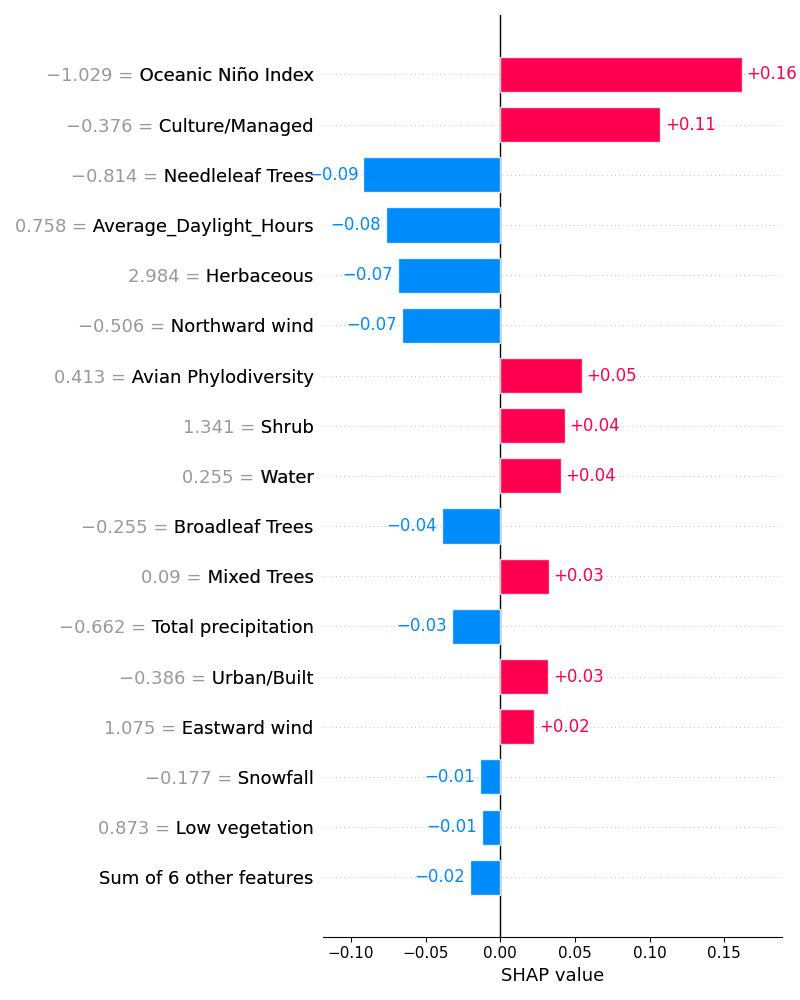 −1.029 = Oceanic Niño Index +0.16
−0.376 = Culture/Managed +0.11
−0.814 = Needleleaf Trees −0.09
0.758 = Average_Daylight_Hours −0.08
2.984 = Herbaceous −0.07
−0.506 = Northward wind −0.07
0.413 = Avian Phylodiversity +0.05
1.341 = Shrub +0.04
0.255 = Water +0.04
−0.255 = Broadleaf Trees −0.04
0.09 = Mixed Trees +0.03
−0.662 = Total precipitation −0.03
−0.386 = Urban/Built +0.03
1.075 = Eastward wind +0.02
−0.177 = Snowfall −0.01
0.873 = Low vegetation −0.01
Sum of 6 other features −0.02
−0.10 −0.05 0.00 0.05 0.10 0.15
SHAP value